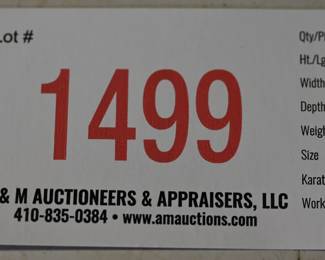 Lot #
1499
& M AUCTIONEERS & APPRAISERS, LLC
410-835-0384 • www.amauctions.com
Qty/P
Ht./Lg
Width
Depth
Weig
Size
Karat
Work